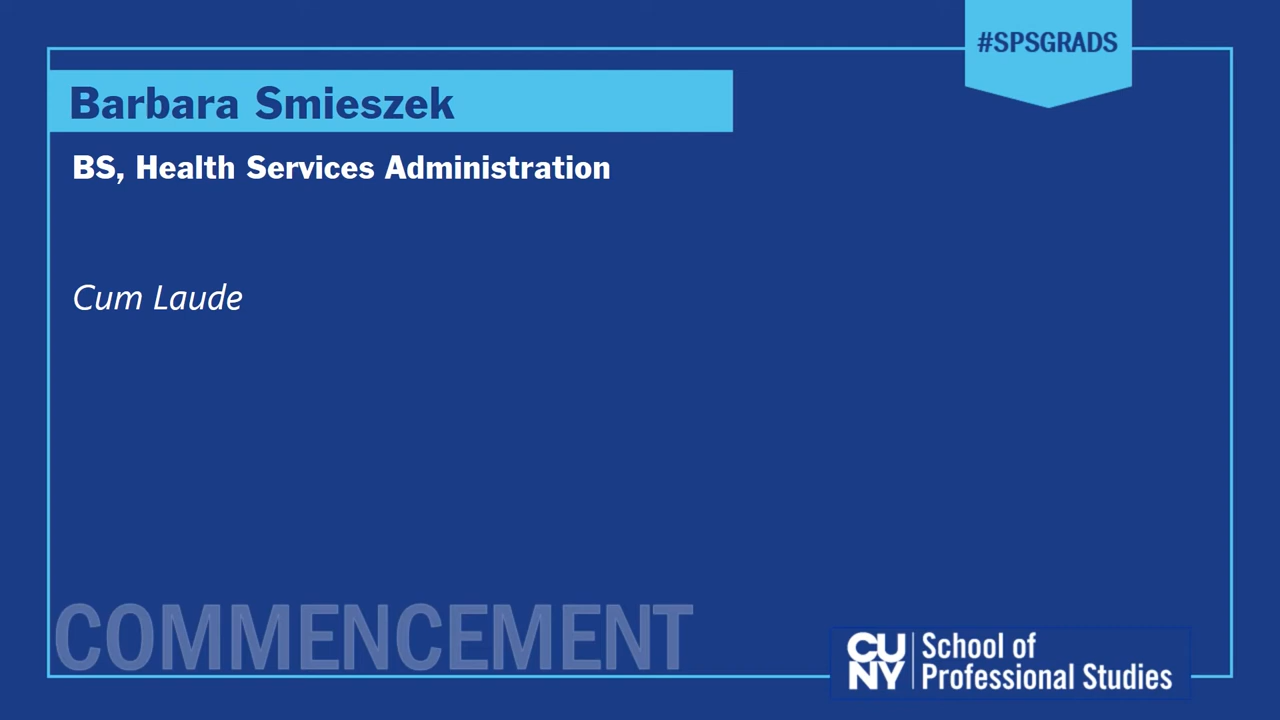 #SPSGRADS
Barbara Smieszek
BS, Health Services Administration
Cum Laude
COMMENCEMENT
CUNY School of Professional Studies